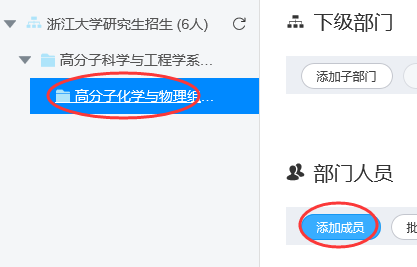 浙江大学研究生招生 (6人)
高分子科学与工程学系...
高分子化学与物理组...
下级部门
添加子部门
部门人员
添加成员
批